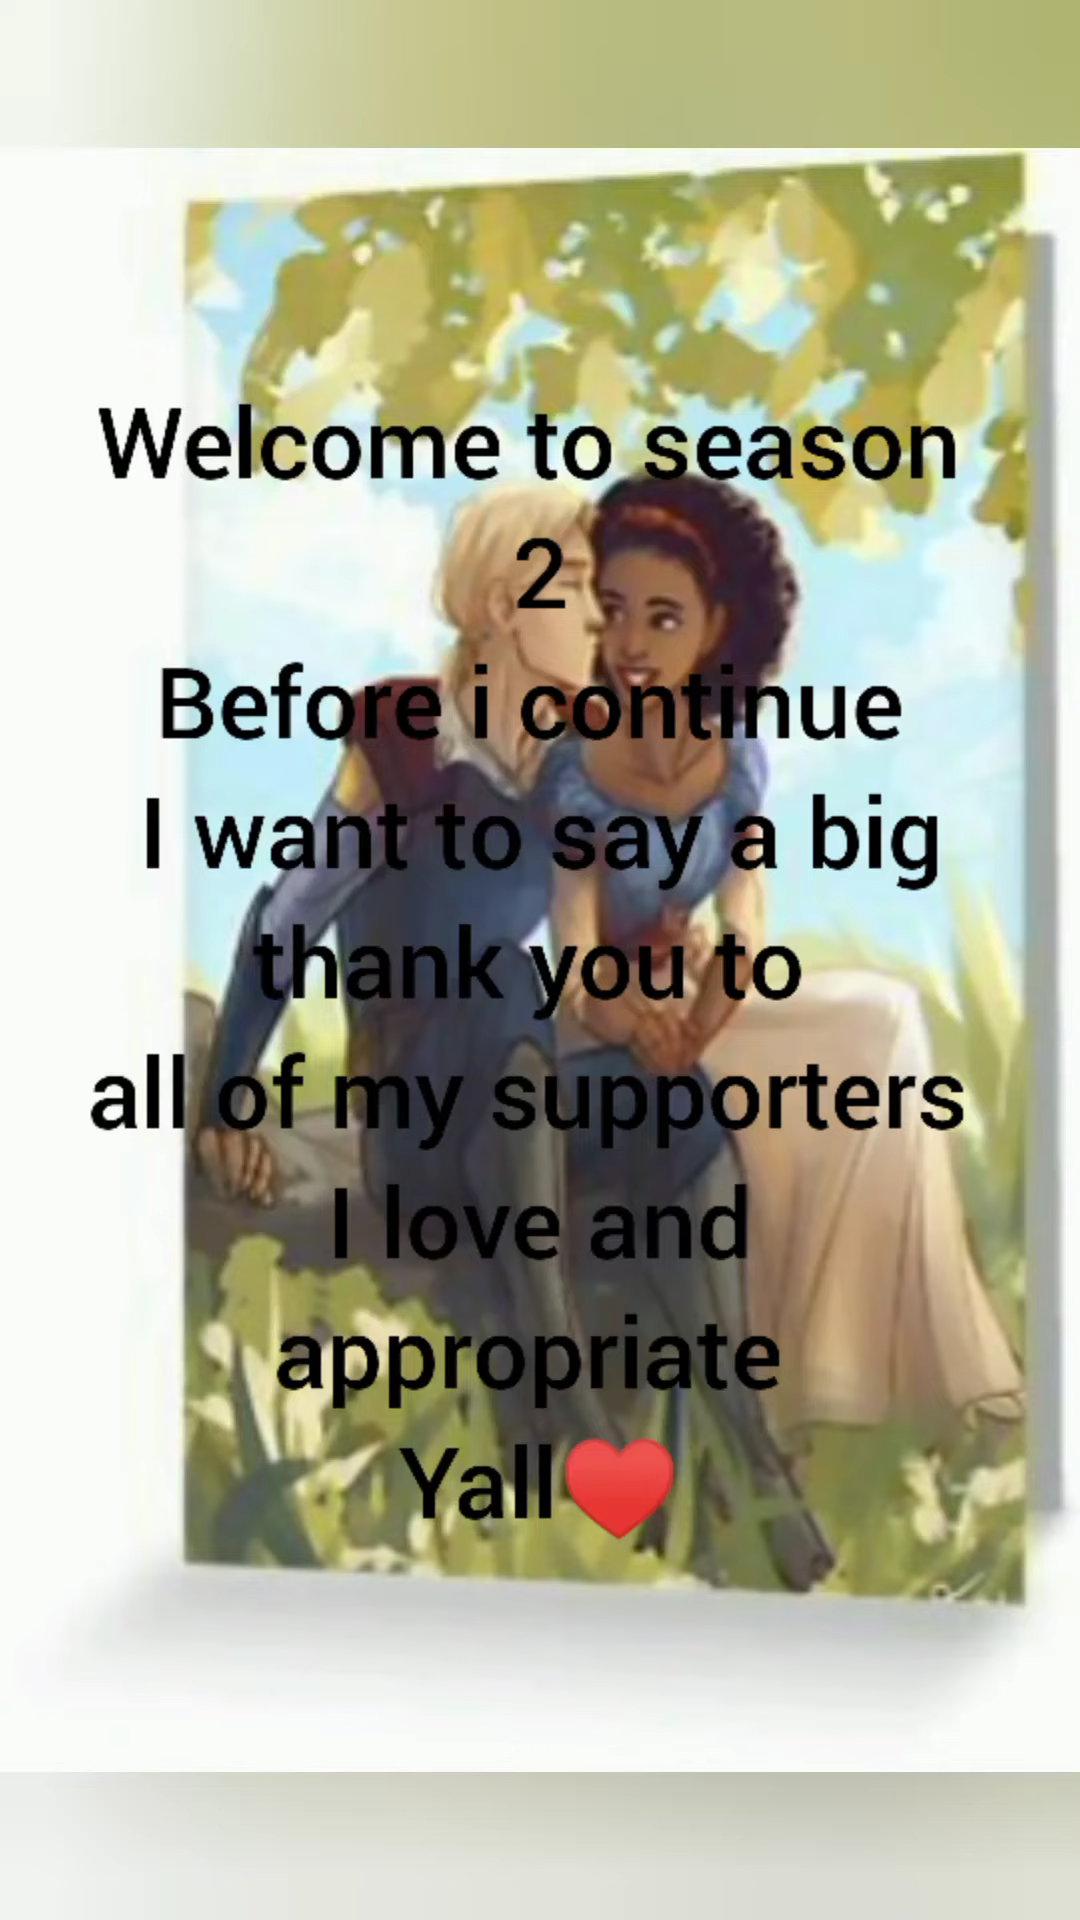 Welcome to season
2
Before i continue
I want to say a big
thank you to
all of my supporters
I love and
appropriate
Yall♥️